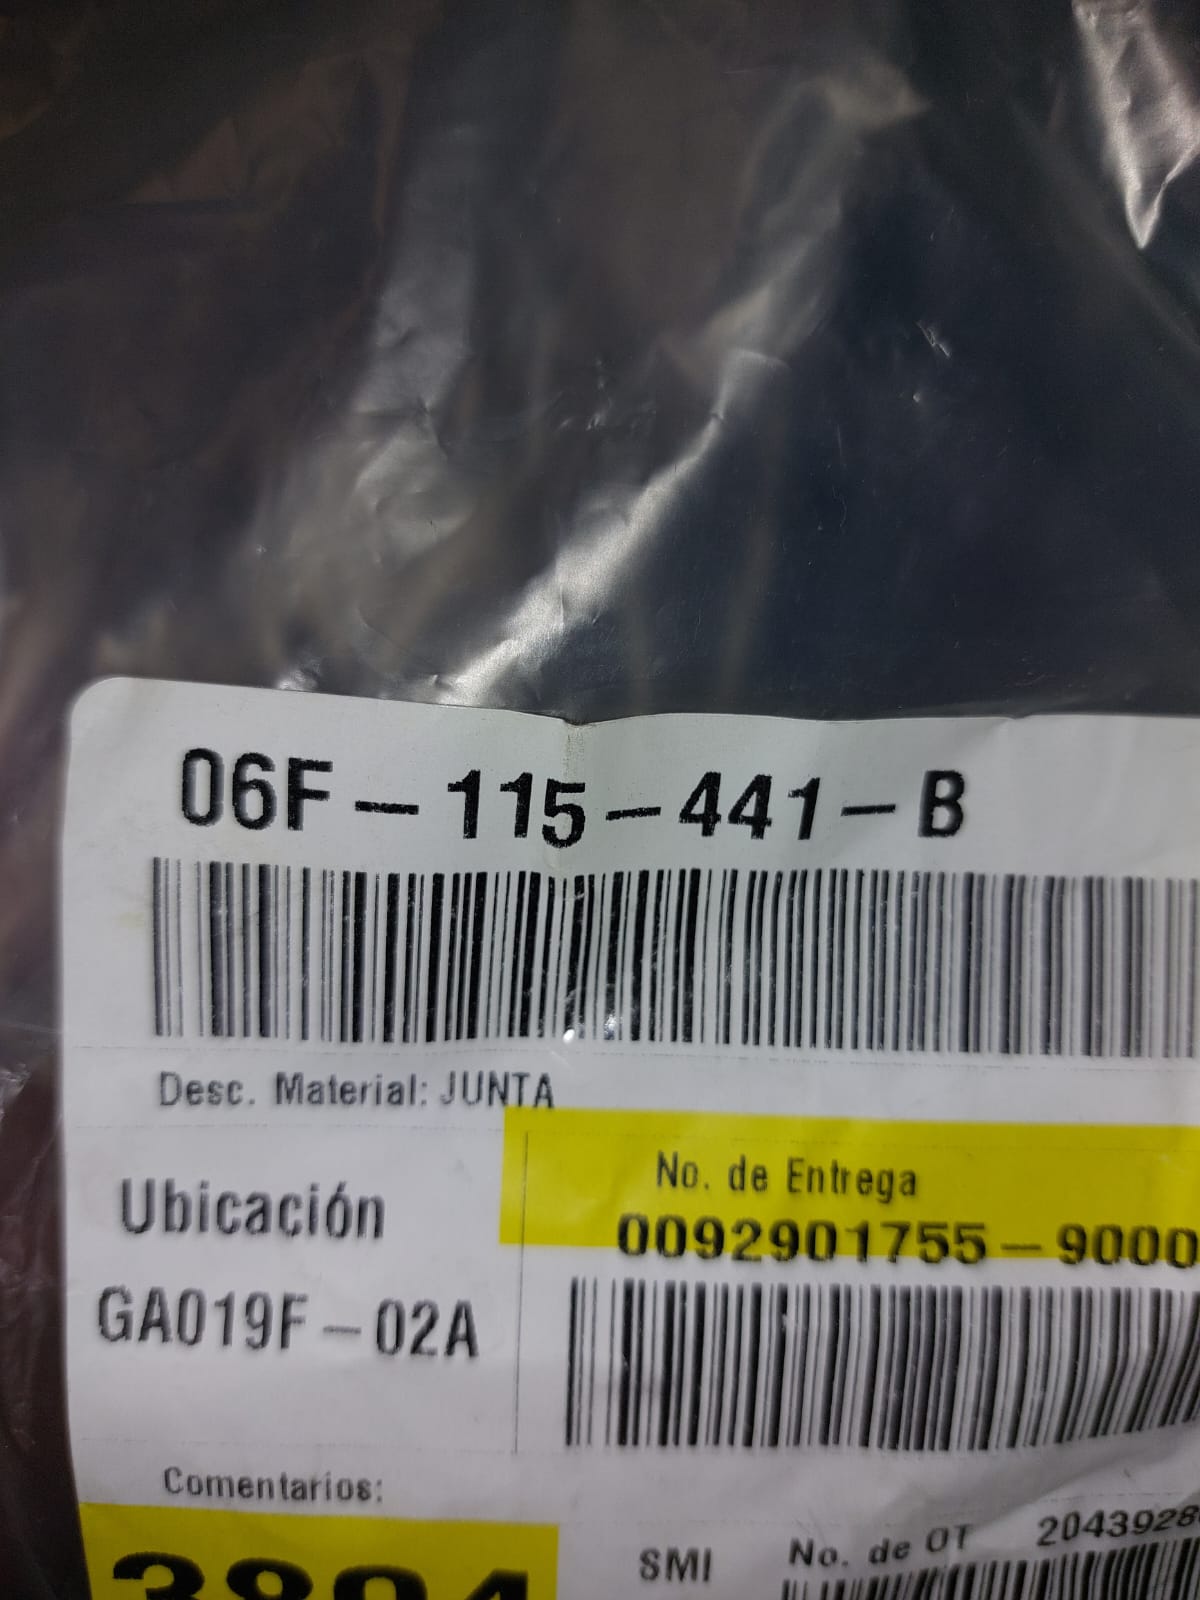 06F-115-441-B
Desc. Material: JUNTA
No. de Entrega
Ubicación
0092901755-9000
GA019F-02A
Comentarios:
SMI No. de OT 2043928